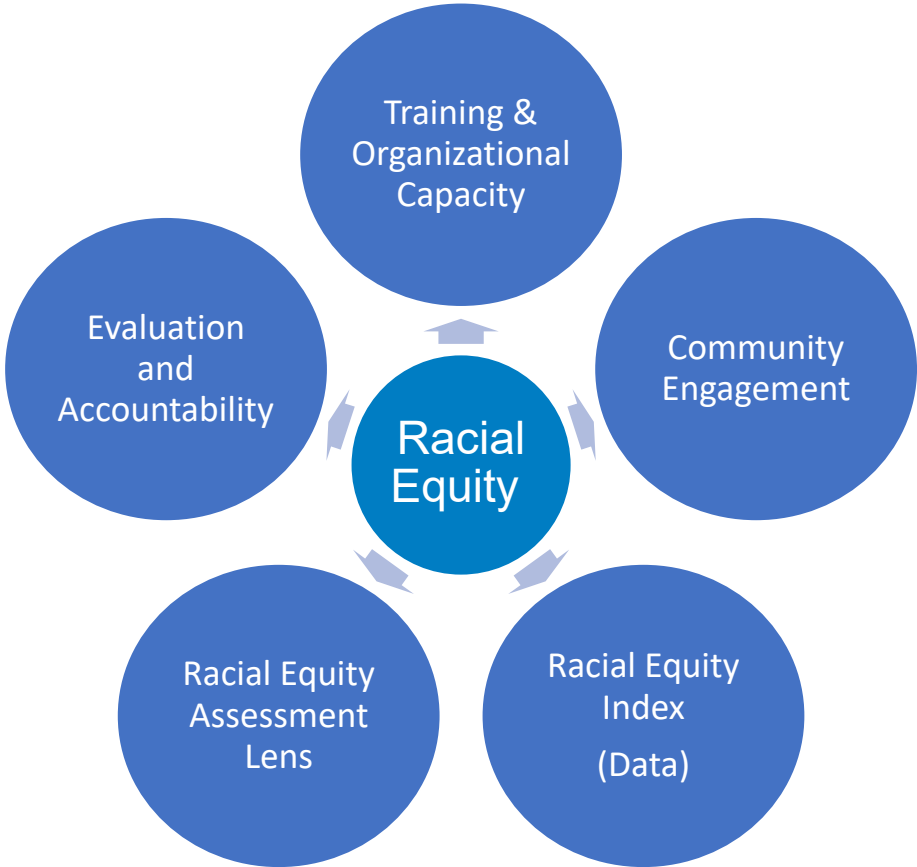 Training &
Organizational
Capacity
Evaluation
and
Accountability
Community
Engagement
Racial
Equity
Racial Equity
Assessment
Lens
Racial Equity
Index
(Data)